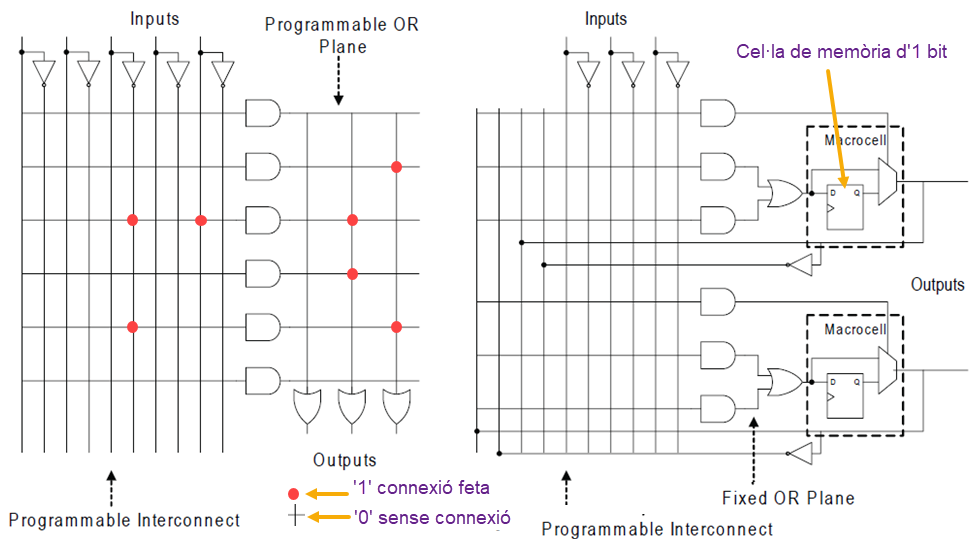 Inputs
Programmable OR
Plane
Programmable Interconnect
Outputs
'1' connexió feta
'0' sense connexió
Inputs
Cel·la de memòria d'1 bit
Macrocell
D Q
Outputs
Macrocell
D Q
Fixed OR Plane
Programmable Interconnect